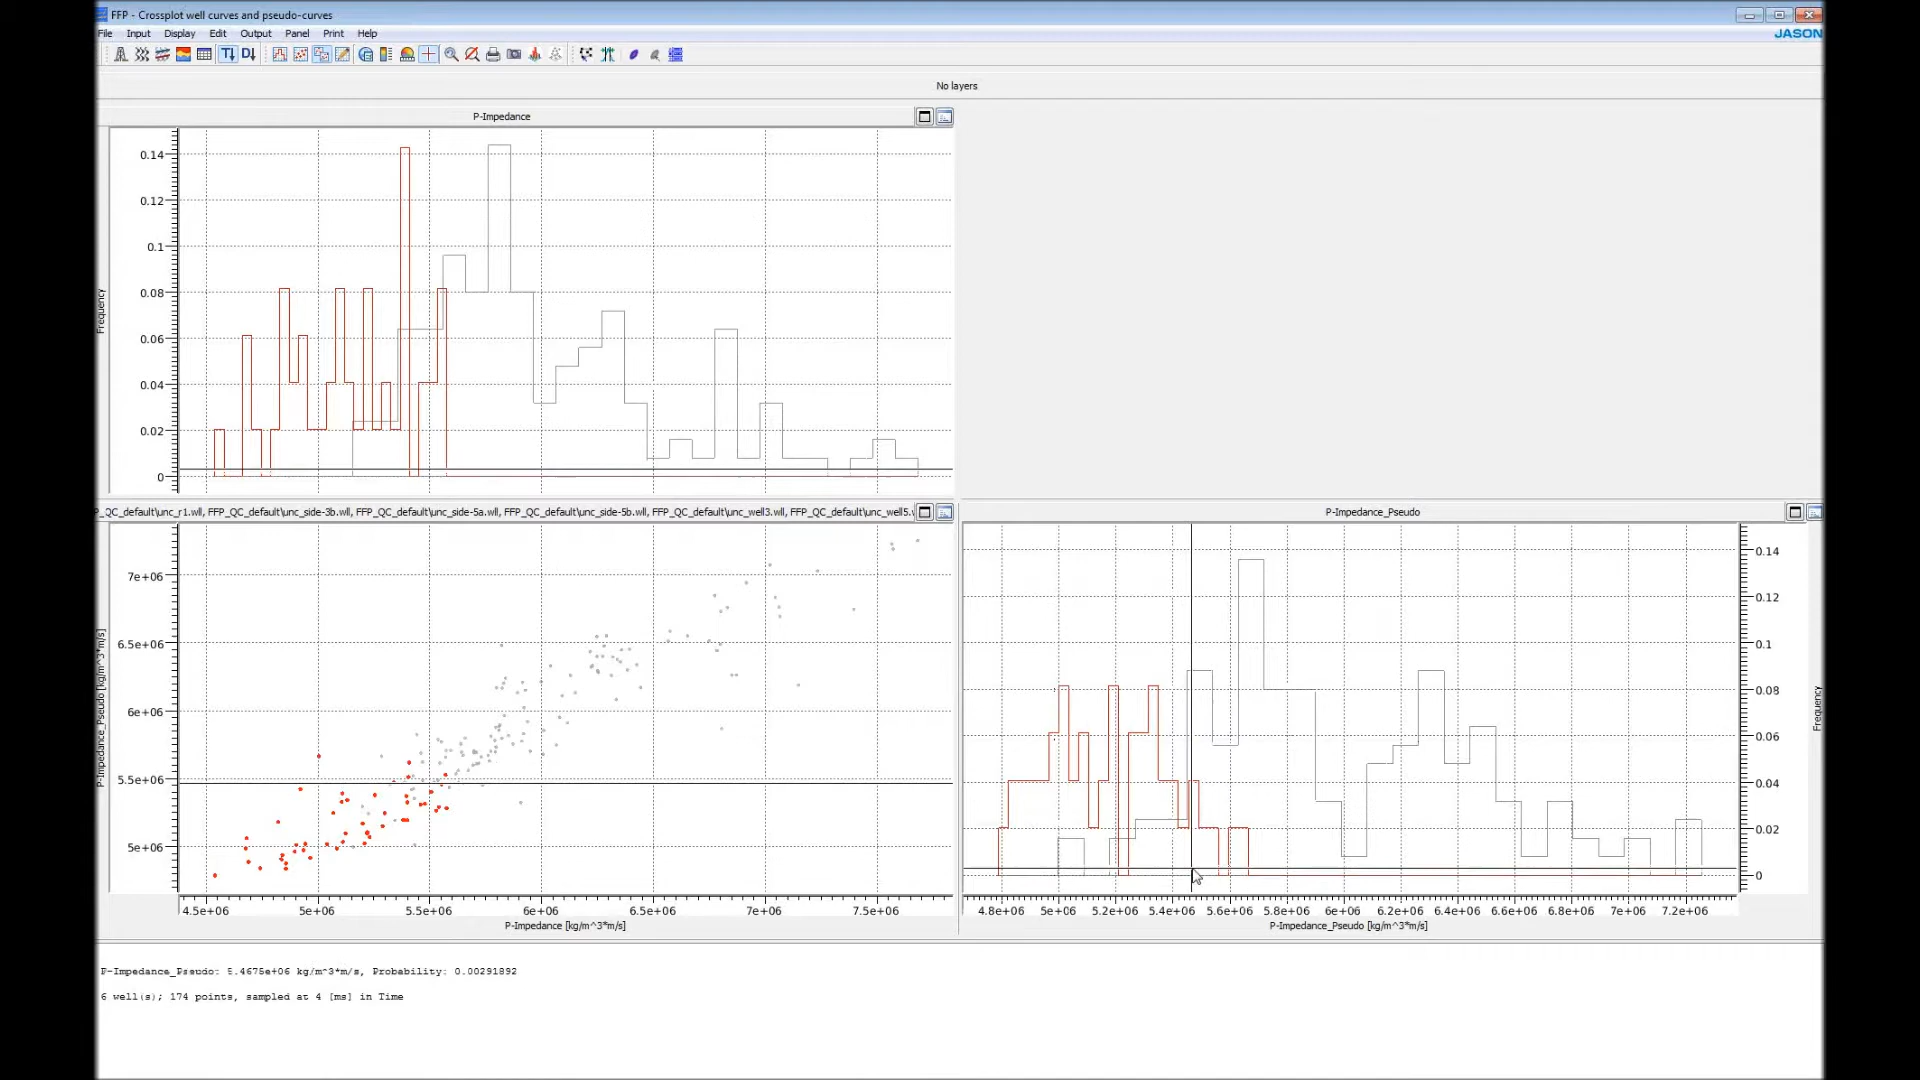 FFP - Crossplot well curves and pseudo-curves
File Input Display Edit Output Panel Print Help
JASON
No layers
P-Impedance
0.14
0.12
0.1
0.08
0.06
0.04
0.02
0
Frequency
P_QC_default\unc_r1.wll, FFP_QC_default\unc_side-3b.wll, FFP_QC_default\unc_side-5a.wll, FFP_QC_default\unc_side-5b.wll, FFP_QC_default\unc_well3.wll, FFP_QC_default\unc_well5.
7e+06
6.5e+06
6e+06
5.5e+06
5e+06
P-Impedance_Pseudo [kg/m^3*m/s]
4.5e+06 5e+06 5.5e+06 6e+06 6.5e+06 7e+06 7.5e+06
P-Impedance [kg/m^3*m/s]
P-Impedance_Pseudo
0.14
0.12
0.1
0.08
0.06
0.04
0.02
0
Frequency
4.8e+06 5e+06 5.2e+06 5.4e+06 5.6e+06 5.8e+06 6e+06 6.2e+06 6.4e+06 6.6e+06 6.8e+06 7e+06 7.2e+06
P-Impedance_Pseudo [kg/m^3*m/s]
P-Impedance_Pseudo: 5.4675e+06 kg/m^3*m/s, Probability: 0.00291892
6 well(s); 174 points, sampled at 4 [ms] in Time